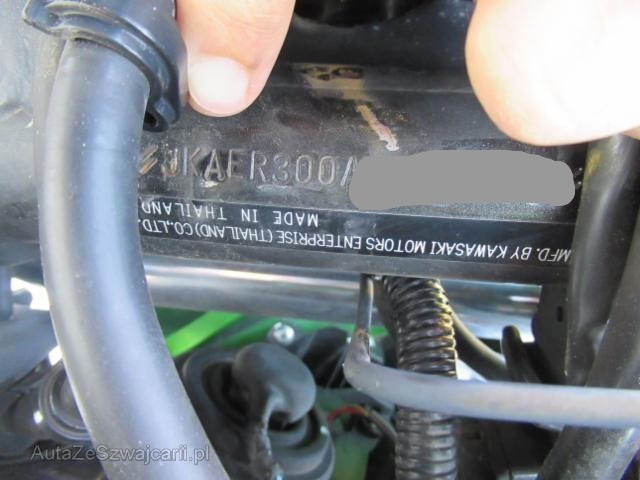 JKAER300A
MFD. BY KAWASAKI MOTORS ENTERPRISE (THAILAND) CO.,LTD.
MADE IN THAILAND
AutaZeSzwajcarii.pl